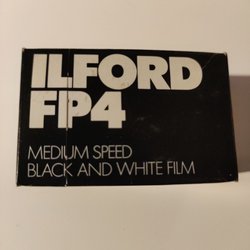 ILFORD
FP4
MEDIUM SPEED
BLACK AND WHITE FILM